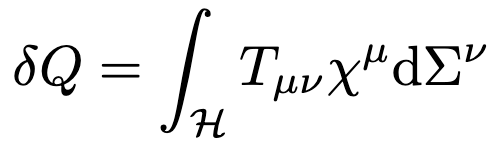 δQ = ∫_ℋ T_{μν} χ^μ dΣ^ν